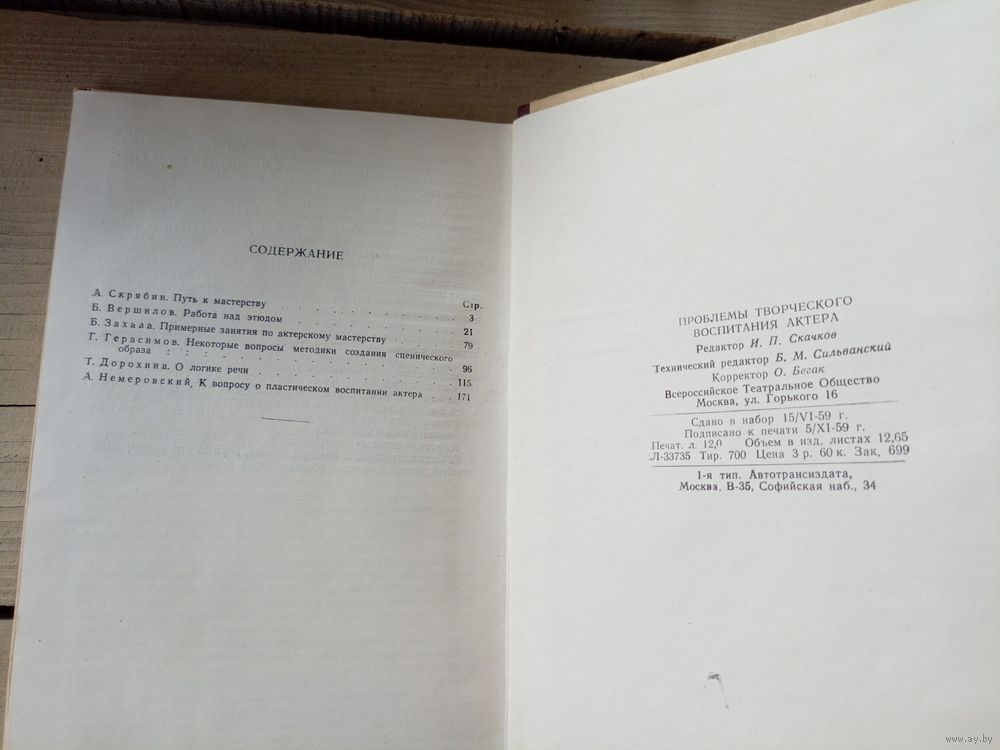 СОДЕРЖАНИЕ
Стр.
А. Скрябин. Путь к мастерству . . . . . . . . . 3
Б. Вершилов. Работа над этюдом . . . . . . . . 21
Б. Захава. Примерные занятия по актерскому мастерству . . . . 79
Г. Герасимов. Некоторые вопросы методики создания сценического
образа : : : . . . . . . . . . . 96
Т. Дорохина. О логике речи . . . . . . . . . 115
А. Немеровский, К вопросу о пластическом воспитании актера . . 171
ПРОБЛЕМЫ ТВОРЧЕСКОГО
ВОСПИТАНИЯ АКТЕРА
Редактор И. П. Скачков
Технический редактор Б. М. Сильванский
Корректор О. Бегак
Всероссийское Театральное Общество
Москва, ул. Горького 16
Сдано в набор 15/VI-59 г.
Подписано к печати 5/XI-59 г.
Печат. л. 12,0 Объем в изд. листах 12,65
Л-33735 Тир. 700 Цена 3 р. 60 к. Зак, 699
1-я тип. Автотрансиздата,
Москва, В-35, Софийская наб., 34
www.ay.by